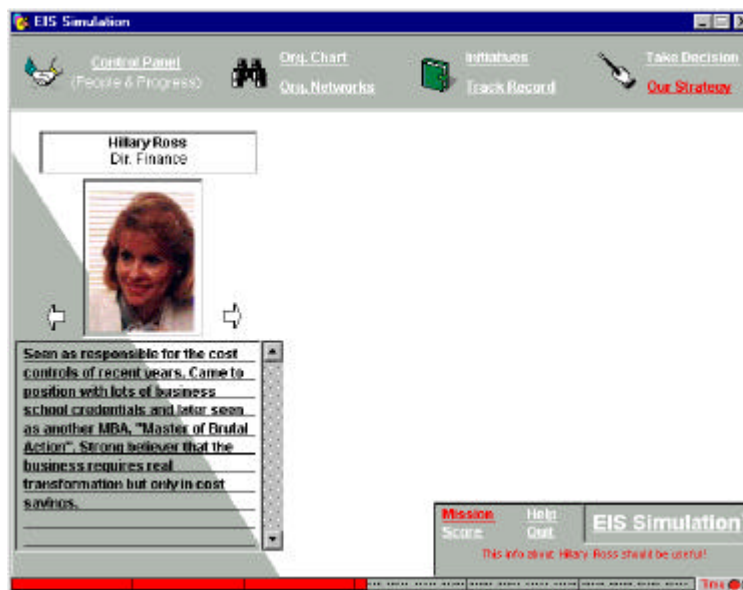 EIS Simulation
Control Panel
(People & Progress)
Org. Chart
Org. Networks
Initiatives
Track Record
Take Decision
Our Strategy
Hillary Ross
Dir. Finance
Seen as responsible for the cost
controls of recent years. Came to
position with lots of business
school credentials and later seen
as another MBA, "Master of Brutal
Action". Strong believer that the
business requires real
transformation but only in cost
savings.
Mission
Help
Score
Quit
EIS Simulation
This info about Hillary Ross should be useful!
Time